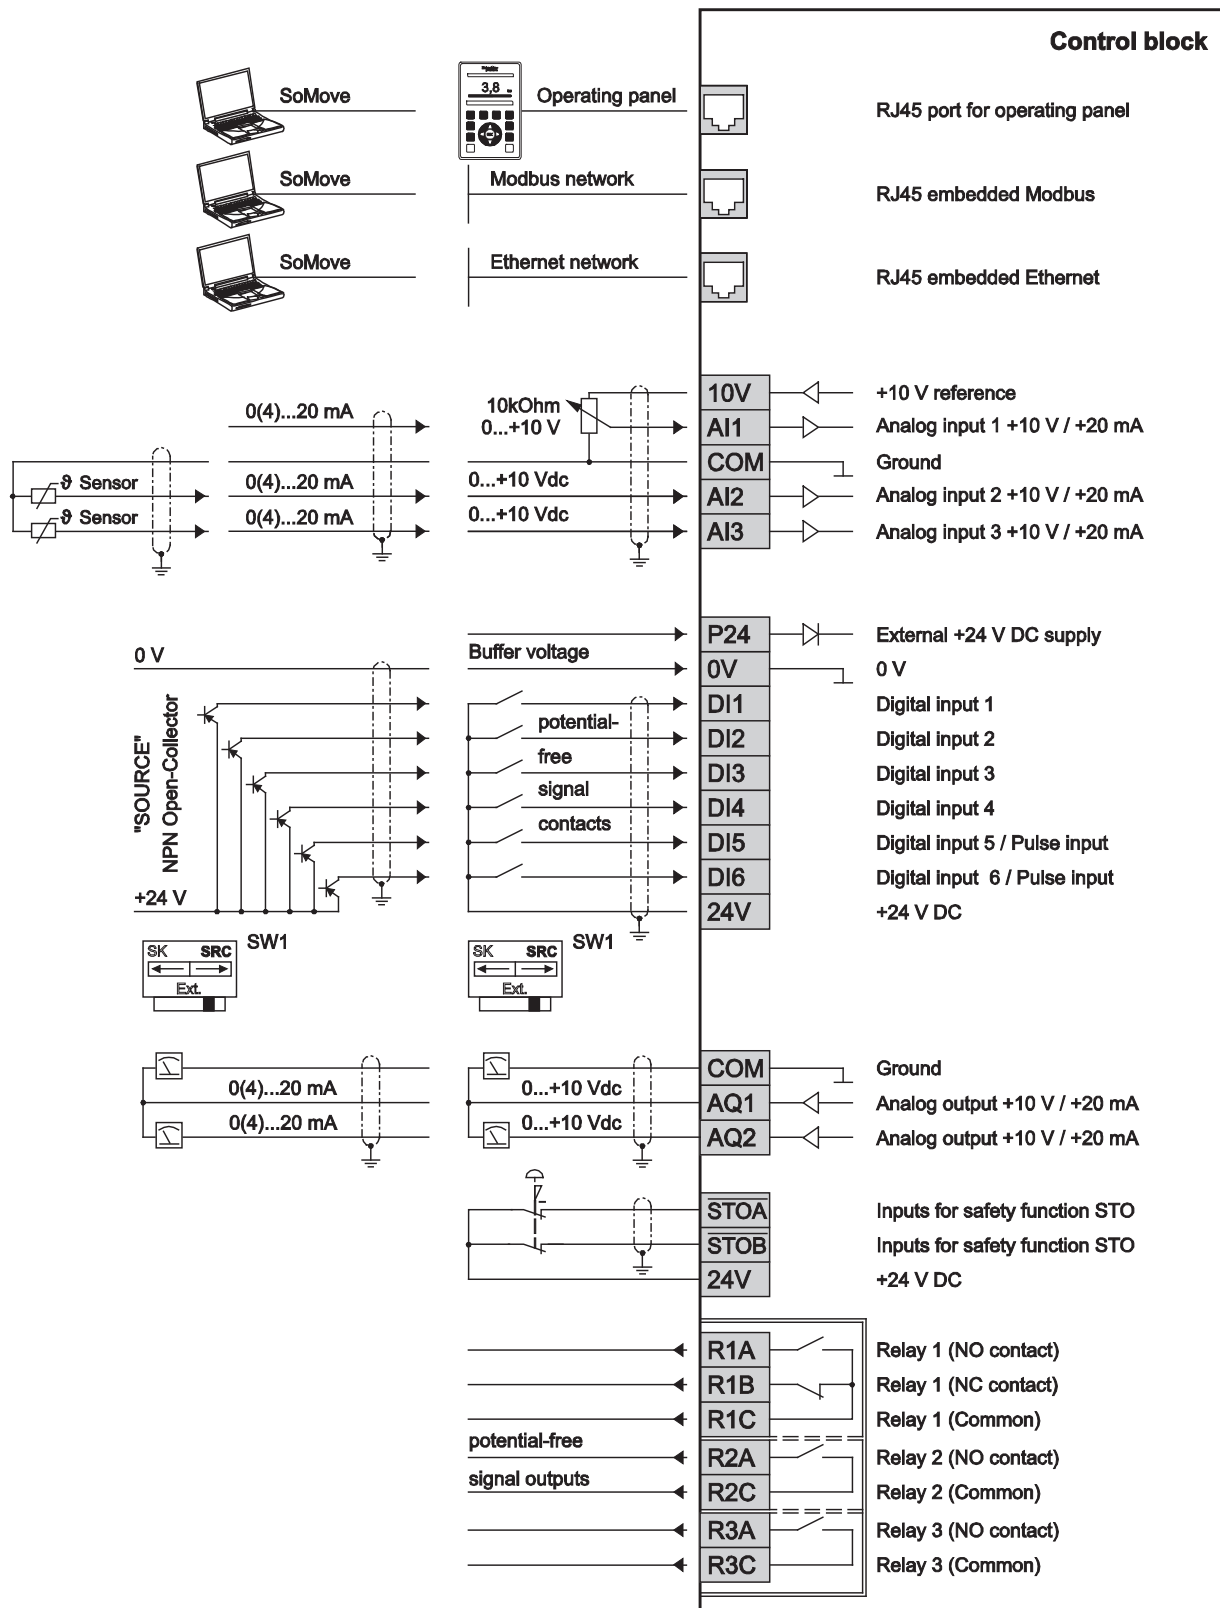 Control block
SoMove
3,8
Operating panel
RJ45 port for operating panel
SoMove
Modbus network
RJ45 embedded Modbus
SoMove
Ethernet network
RJ45 embedded Ethernet
10V
+10 V reference
0(4)...20 mA
10kOhm
0...+10 V
AI1
Analog input 1 +10 V / +20 mA
COM
Ground
ϑ Sensor
0(4)...20 mA
0...+10 Vdc
AI2
Analog input 2 +10 V / +20 mA
ϑ Sensor
0(4)...20 mA
0...+10 Vdc
AI3
Analog input 3 +10 V / +20 mA
P24
External +24 V DC supply
0 V
Buffer voltage
0V
0 V
"SOURCE"
NPN Open-Collector
DI1
Digital input 1
potential-
DI2
Digital input 2
free
DI3
Digital input 3
signal
DI4
Digital input 4
contacts
DI5
Digital input 5 / Pulse input
DI6
Digital input 6 / Pulse input
+24 V
24V
+24 V DC
SK SRC
Ext.
SW1
SK SRC
Ext.
SW1
COM
Ground
0(4)...20 mA
0...+10 Vdc
AQ1
Analog output +10 V / +20 mA
0(4)...20 mA
0...+10 Vdc
AQ2
Analog output +10 V / +20 mA
STOA
Inputs for safety function STO
STOB
Inputs for safety function STO
24V
+24 V DC
R1A
Relay 1 (NO contact)
R1B
Relay 1 (NC contact)
R1C
Relay 1 (Common)
potential-free
R2A
Relay 2 (NO contact)
signal outputs
R2C
Relay 2 (Common)
R3A
Relay 3 (NO contact)
R3C
Relay 3 (Common)